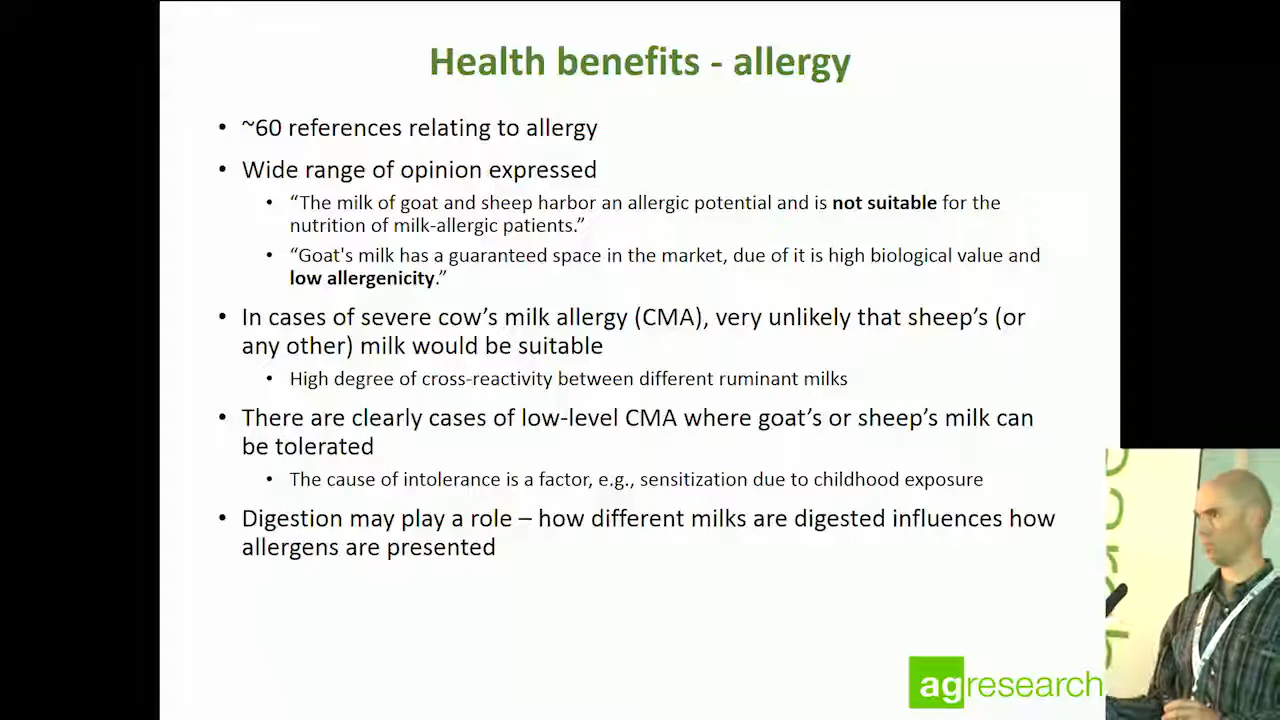 Health benefits - allergy
• ~60 references relating to allergy
• Wide range of opinion expressed
• “The milk of goat and sheep harbor an allergic potential and is not suitable for the
nutrition of milk-allergic patients.”
• “Goat's milk has a guaranteed space in the market, due of it is high biological value and
low allergenicity.”
• In cases of severe cow’s milk allergy (CMA), very unlikely that sheep’s (or
any other) milk would be suitable
• High degree of cross-reactivity between different ruminant milks
• There are clearly cases of low-level CMA where goat’s or sheep’s milk can
be tolerated
• The cause of intolerance is a factor, e.g., sensitization due to childhood exposure
• Digestion may play a role – how different milks are digested influences how
allergens are presented
agresearch